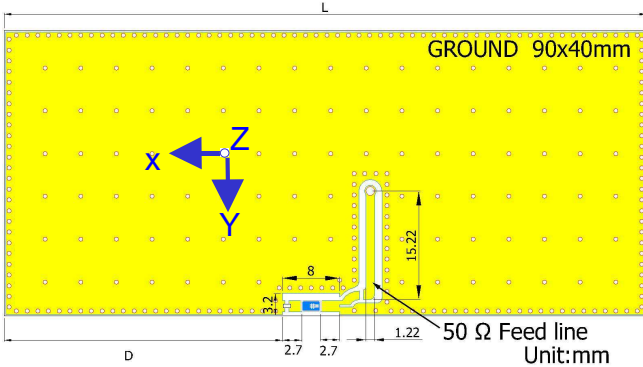 L
GROUND 90x40mm
Z
x
Y
15.22
8
3.2
50 Ω Feed line
1.22
D
2.7
2.7
Unit:mm